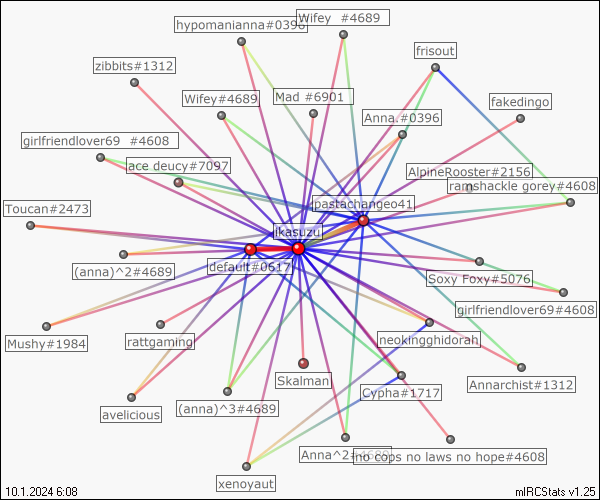 hypomanianna#0396
Wifey #4689
frisout
zibbits#1312
Wifey#4689
Mad #6901
fakedingo
Anna.#0396
girlfriendlover69 #4608
ace deucy#7097
AlpineRooster#2156
ramshackle gorey#4608
pastachangeo41
Toucan#2473
ikasuzu
default#0617
(anna)^2#4689
Soxy Foxy#5076
girlfriendlover69#4608
Mushy#1984
rattgaming
neokingghidorah
Skalman
Cypha#1717
Annarchist#1312
avelicious
(anna)^3#4689
Anna^2#4689
no cops no laws no hope#4608
xenoyaut
10.1.2024 6:08
mIRCStats v1.25